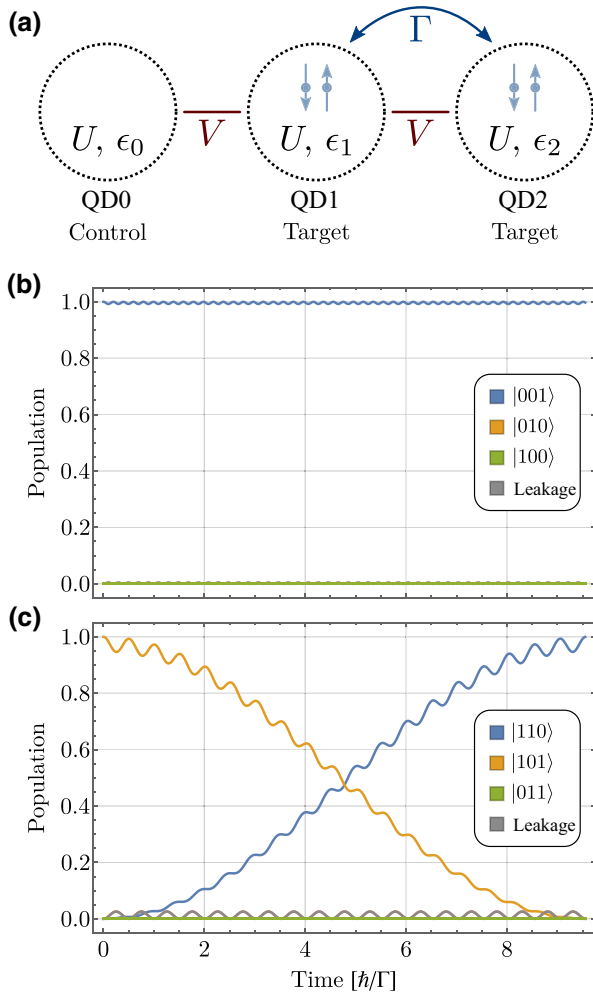 (a)
Γ
U, ϵ0
V
U, ϵ1
V
U, ϵ2
QD0
QD1
QD2
Control
Target
Target
(b)
1.0
0.8
0.6
0.4
0.2
0.0
Population
|001⟩
|010⟩
|100⟩
Leakage
(c)
1.0
0.8
0.6
0.4
0.2
0.0
Population
|110⟩
|101⟩
|011⟩
Leakage
0 2 4 6 8
Time [ℏ/Γ]